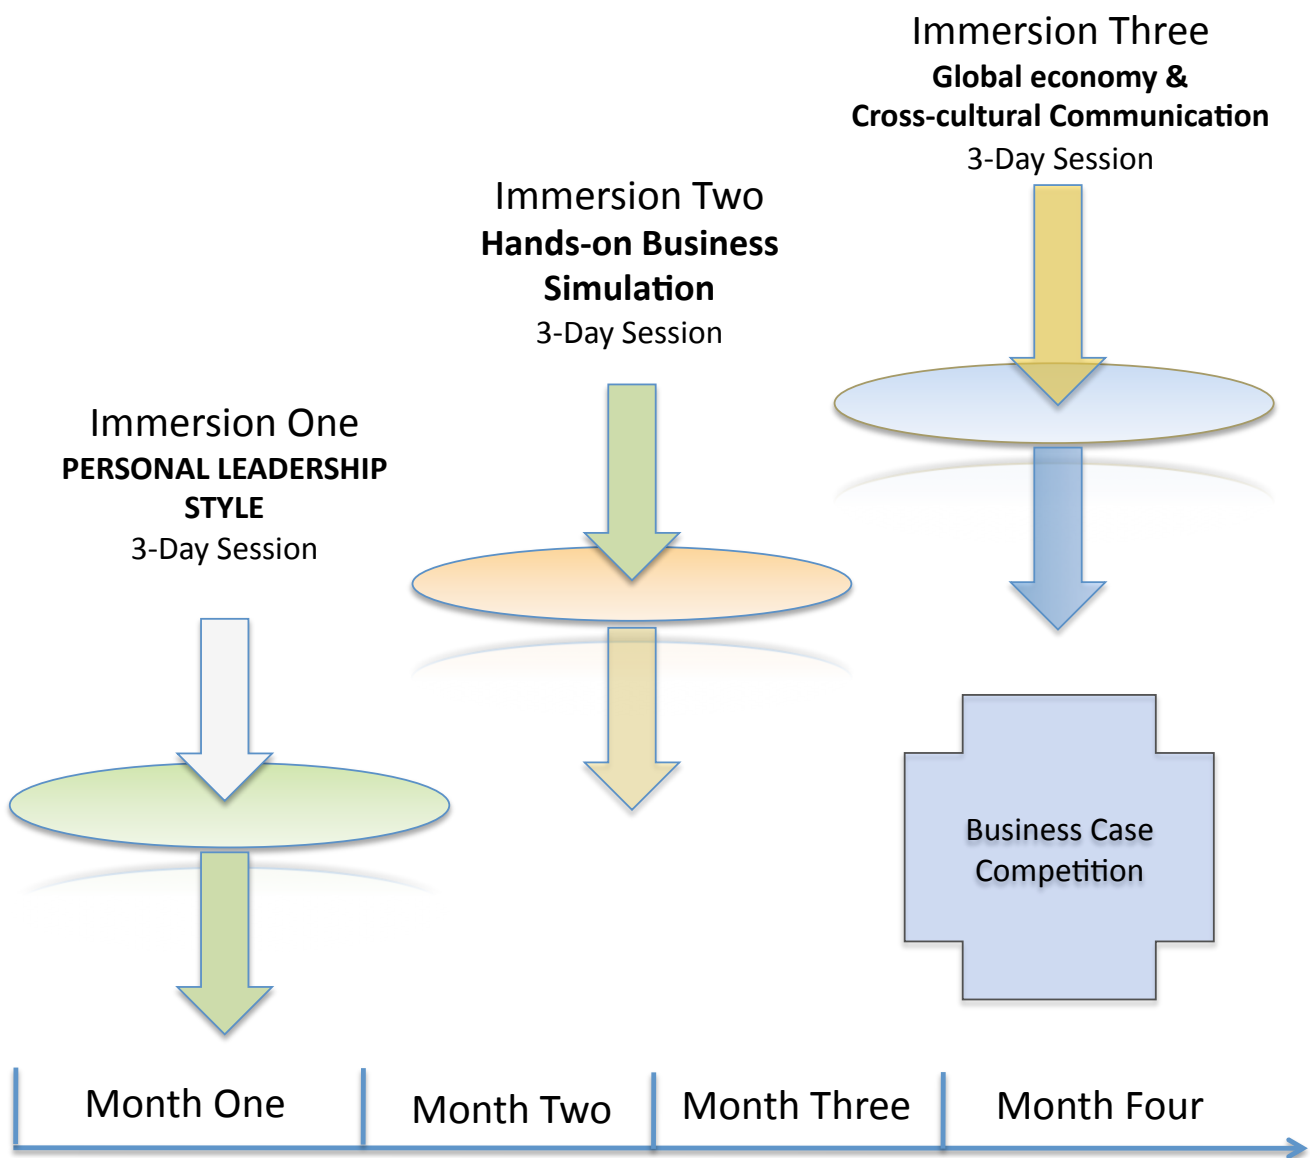 Immersion Three
Global economy &
Cross-cultural Communication
3-Day Session
Immersion Two
Hands-on Business
Simulation
3-Day Session
Immersion One
PERSONAL LEADERSHIP
STYLE
3-Day Session
Business Case
Competition
Month One
Month Two
Month Three
Month Four